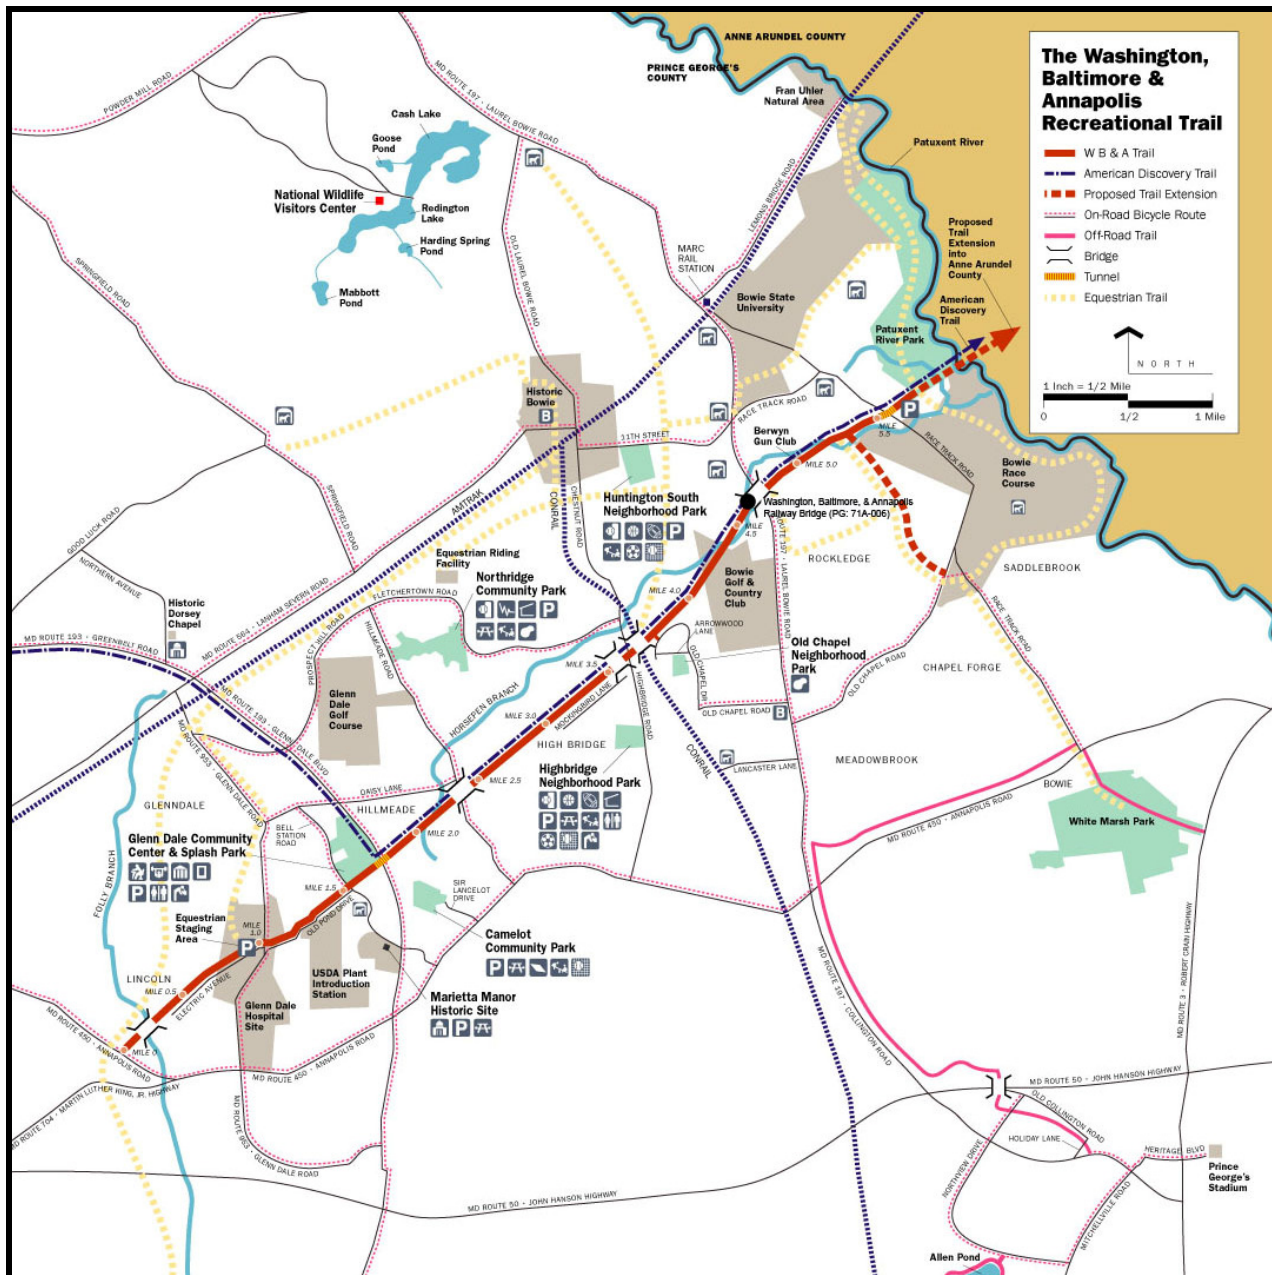 ANNE ARUNDEL COUNTY
PRINCE GEORGE'S
COUNTY
The Washington,
Baltimore &
Annapolis
Recreational Trail
W B & A Trail
American Discovery Trail
Proposed Trail Extension
On-Road Bicycle Route
Off-Road Trail
Bridge
Tunnel
Equestrian Trail
NORTH
1 Inch = 1/2 Mile
0
1/2
1 Mile
POWDER MILL ROAD
MD ROUTE 197 • LAUREL BOWIE ROAD
Fran Uhler
Natural Area
Cash Lake
Goose
Pond
Patuxent River
National Wildlife
Visitors Center
Redington
Lake
LEMONS BRIDGE ROAD
Proposed
Trail
Extension
into
Anne Arundel
County
Harding Spring
Pond
MARC
RAIL
STATION
OLD LAUREL BOWIE ROAD
SPRINGFIELD ROAD
Mabbott
Pond
Bowie State
University
American
Discovery
Trail
Patuxent
River Park
Historic
Bowie
B
RACE TRACK ROAD
P
11TH STREET
Berwyn
Gun Club
MILE
5.5
RACE TRACK ROAD
MILE 5.0
Bowie
Race
Course
AMTRAK
CONRAIL
CHESTNUT ROAD
Huntington South
Neighborhood Park
P
Washington, Baltimore, & Annapolis
Railway Bridge (PG: 71A-006)
MILE
4.5
SPRINGFIELD ROAD
GOOD LUCK ROAD
NORTHERN AVENUE
Equestrian Riding
Facility
ROUTE 197 • LAUREL BOWIE ROAD
ROCKLEDGE
SADDLEBROOK
Northridge
Community Park
P
Bowie
Golf &
Country
Club
MILE 4.0
FLETCHERTOWN ROAD
Historic
Dorsey
Chapel
MD ROUTE 564 • LANHAM SEVERN ROAD
MD ROUTE 193 • GREENBELT ROAD
PROSPECT HILL ROAD
HILLMEADE ROAD
ARROWWOOD
LANE
RACE TRACK ROAD
Old Chapel
Neighborhood
Park
OLD CHAPEL DR
OLD CHAPEL ROAD
CHAPEL FORGE
MILE 3.5
MOCKINGBIRD LANE
HIGHBRIDGE ROAD
Glenn
Dale
Golf
Course
HORSEPEN BRANCH
MILE 3.0
OLD CHAPEL ROAD
B
MD ROUTE 193 • GLENN DALE BLVD
MD ROUTE 953 • GLENN DALE ROAD
HIGH BRIDGE
CONRAIL
MILE 2.5
Highbridge
Neighborhood Park
P
LANCASTER LANE
MEADOWBROOK
DAISY LANE
BOWIE
GLENNDALE
HILLMEADE
MD ROUTE 450 • ANNAPOLIS ROAD
White Marsh Park
BELL
STATION
ROAD
MILE 2.0
Glenn Dale Community
Center & Splash Park
P
FOLLY BRANCH
MILE 1.5
SIR
LANCELOT
DRIVE
OLD POND DRIVE
Equestrian
Staging
Area
MILE
1.0
P
Camelot
Community Park
P
MD ROUTE 3 • ROBERT CRAIN HIGHWAY
MD ROUTE 197 • COLLINGTON ROAD
LINCOLN
USDA Plant
Introduction
Station
MILE 0.5
ELECTRIC AVENUE
Marietta Manor
Historic Site
P
Glenn Dale
Hospital
Site
MD ROUTE 450 • ANNAPOLIS ROAD
MILE 0
MD ROUTE 450 • ANNAPOLIS ROAD
MD ROUTE 704 • MARTIN LUTHER KING, JR. HIGHWAY
MD ROUTE 50 • JOHN HANSON HIGHWAY
OLD COLLINGTON ROAD
MD ROUTE 953 • GLENN DALE ROAD
HOLIDAY LANE
HERITAGE BLVD
NORTHVIEW DRIVE
Prince
George's
Stadium
MD ROUTE 50 • JOHN HANSON HIGHWAY
MITCHELLVILLE ROAD
Allen Pond